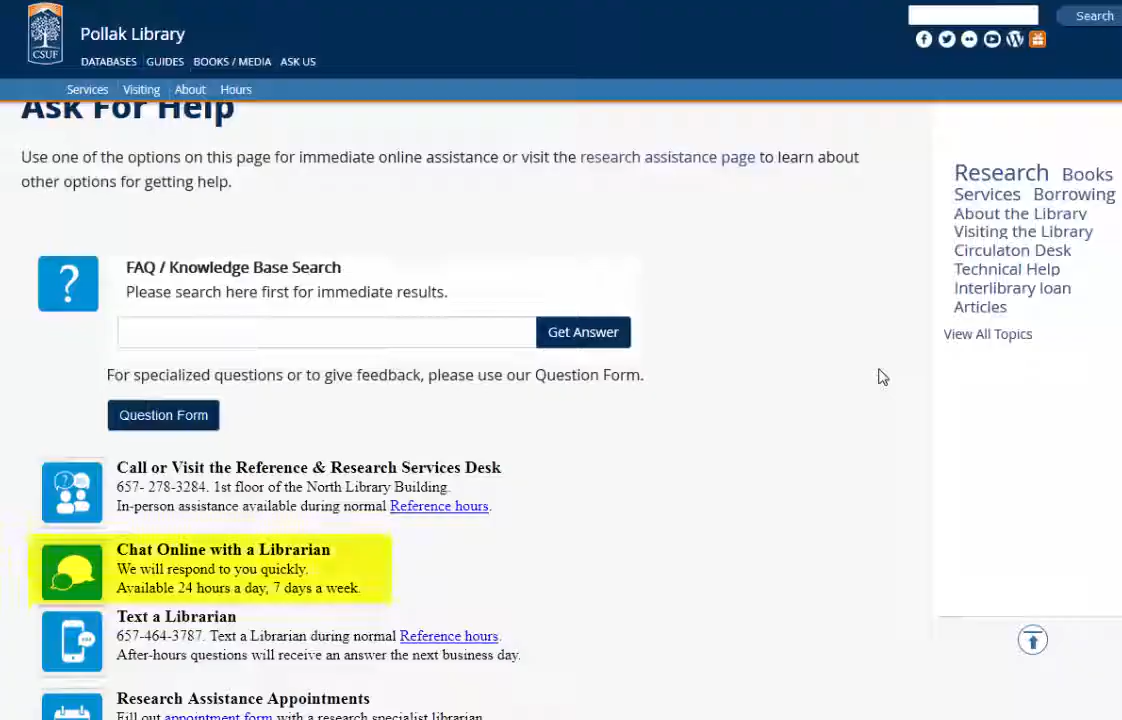 CSUF
Pollak Library
Search
DATABASES GUIDES BOOKS / MEDIA ASK US
Services Visiting About Hours
Ask For Help
Use one of the options on this page for immediate online assistance or visit the research assistance page to learn about
other options for getting help.
FAQ / Knowledge Base Search
Please search here first for immediate results.
Get Answer
For specialized questions or to give feedback, please use our Question Form.
Question Form
Call or Visit the Reference & Research Services Desk
657- 278-3284. 1st floor of the North Library Building.
In-person assistance available during normal Reference hours.
Chat Online with a Librarian
We will respond to you quickly.
Available 24 hours a day, 7 days a week.
Text a Librarian
657-464-3787. Text a Librarian during normal Reference hours.
After-hours questions will receive an answer the next business day.
Research Assistance Appointments
Fill out appointment form with a research specialist librarian
Research Books
Services Borrowing
About the Library
Visiting the Library
Circulaton Desk
Technical Help
Interlibrary loan
Articles
View All Topics